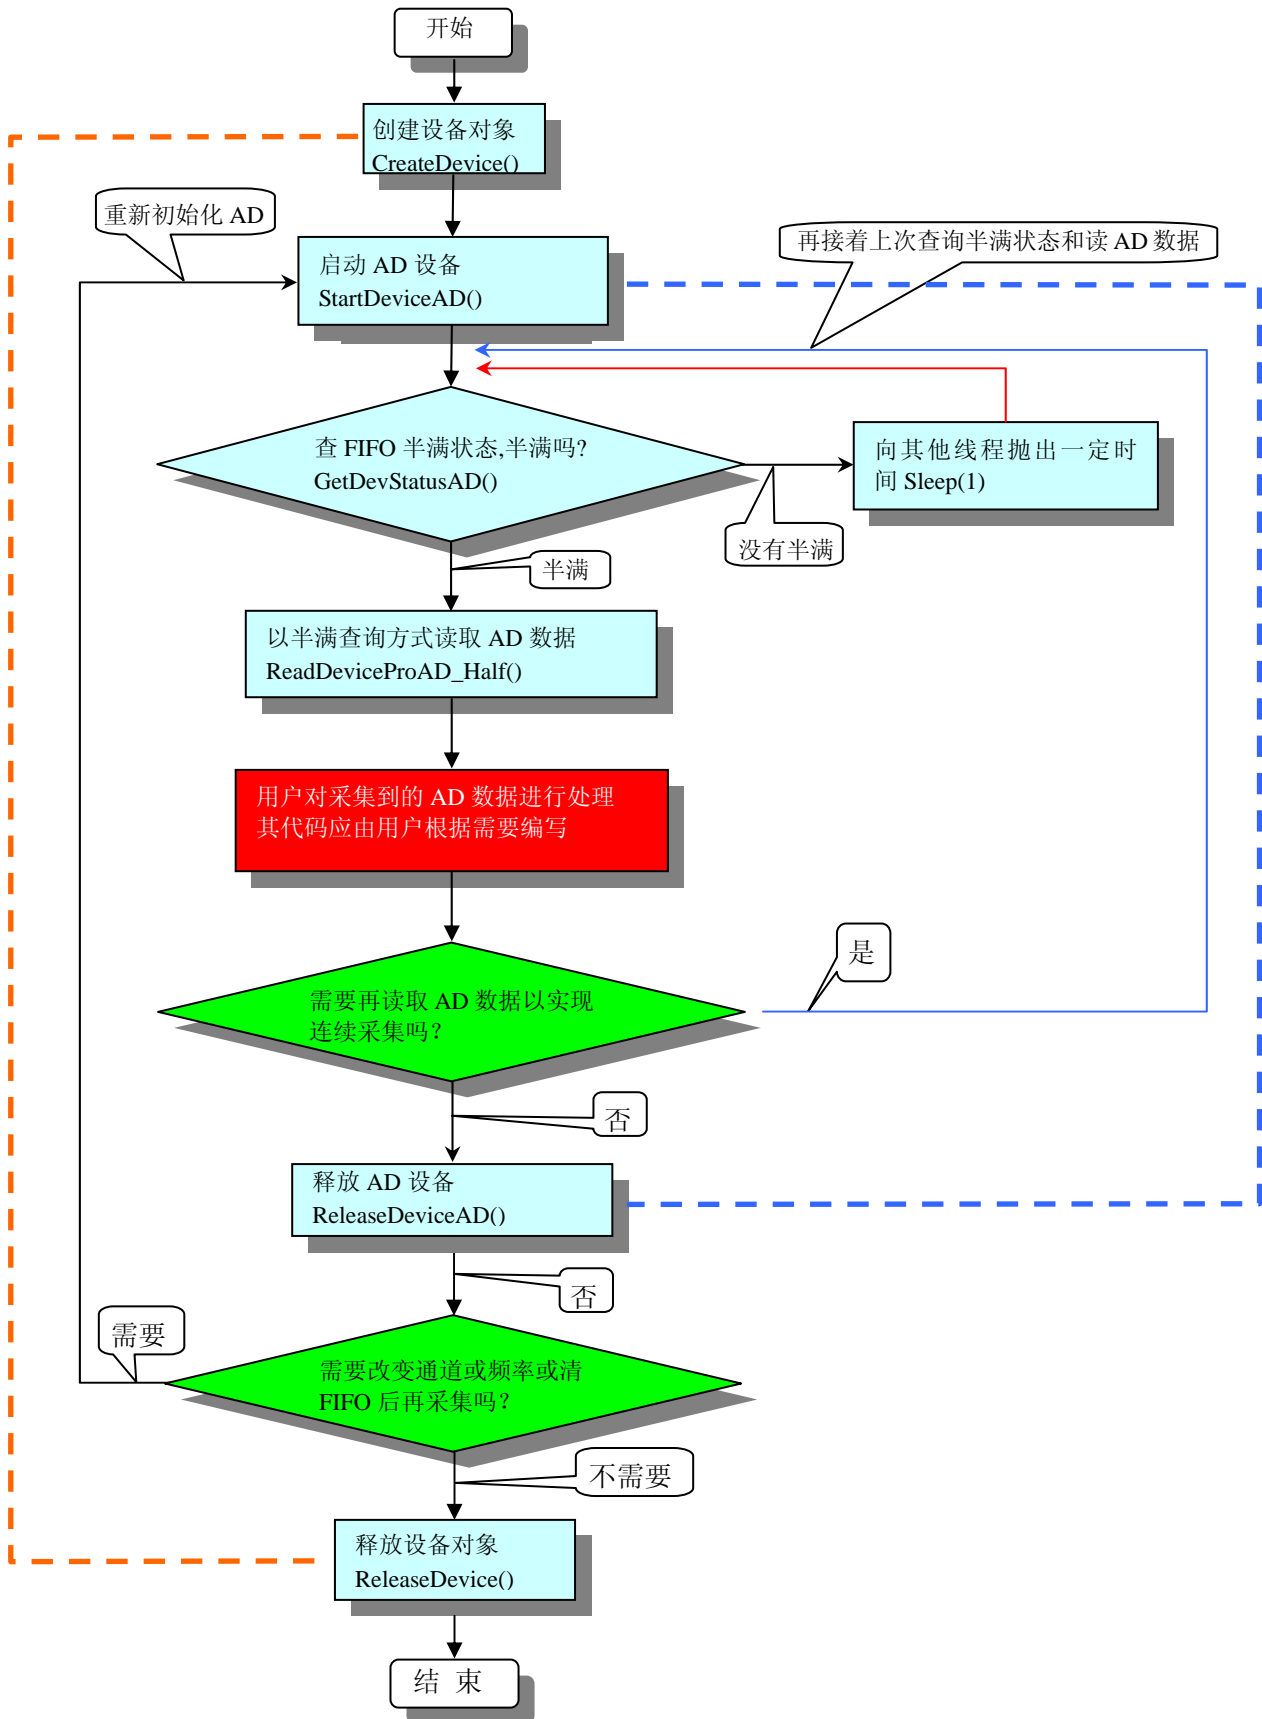 开始
创建设备对象
CreateDevice()
重新初始化 AD
再接着上次查询半满状态和读 AD 数据
启动 AD 设备
StartDeviceAD()
查 FIFO 半满状态,半满吗?
GetDevStatusAD()
向其他线程抛出一定时
间 Sleep(1)
没有半满
半满
以半满查询方式读取 AD 数据
ReadDeviceProAD_Half()
用户对采集到的 AD 数据进行处理
其代码应由用户根据需要编写
是
需要再读取 AD 数据以实现
连续采集吗?
否
释放 AD 设备
ReleaseDeviceAD()
否
需要
需要改变通道或频率或清
FIFO 后再采集吗?
不需要
释放设备对象
ReleaseDevice()
结 束